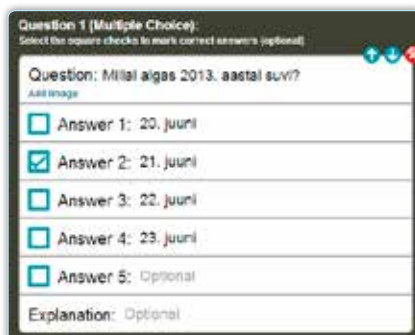 Question 1 (Multiple Choice):
Select the square checks to mark correct answers (optional)
Question: Millal algas 2013. aastal suvi?
Add Image
Answer 1: 20. juuni
Answer 2: 21. juuni
Answer 3: 22. juuni
Answer 4: 23. juuni
Answer 5: Optional
Explanation: Optional